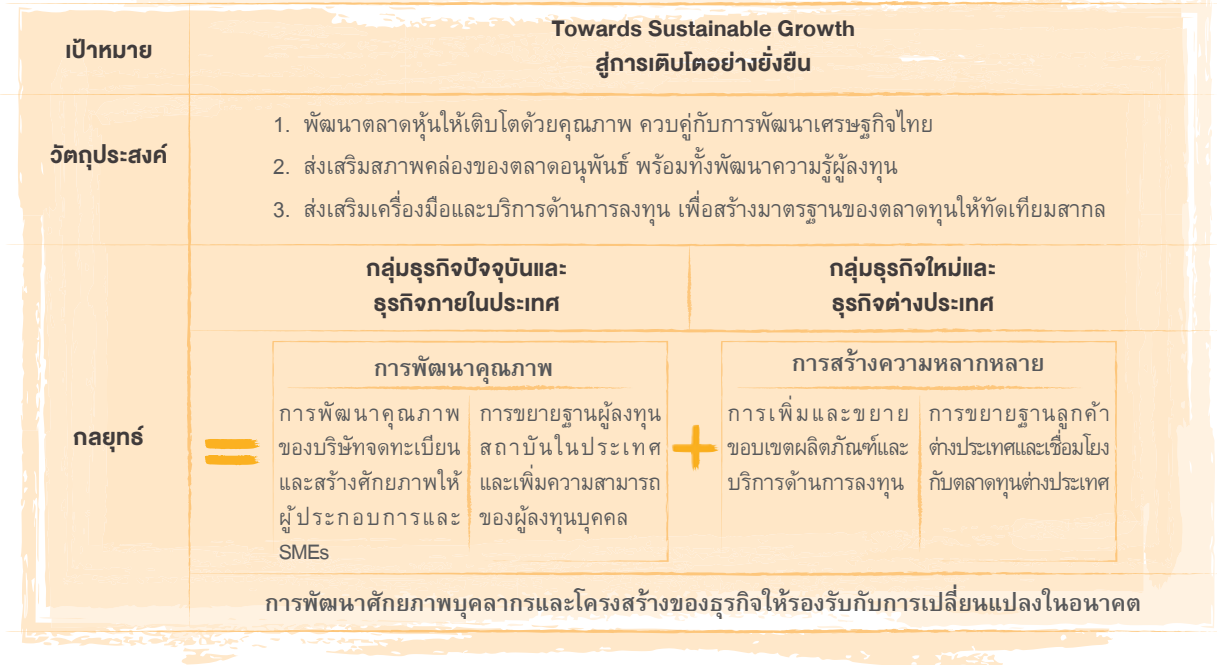 เป้าหมาย
Towards Sustainable Growth
สู่การเติบโตอย่างยั่งยืน
วัตถุประสงค์
1. พัฒนาตลาดหุ้นให้เติบโตด้วยคุณภาพ ควบคู่กับการพัฒนาเศรษฐกิจไทย
2. ส่งเสริมสภาพคล่องของตลาดอนุพันธ์ พร้อมทั้งพัฒนาความรู้ผู้ลงทุน
3. ส่งเสริมเครื่องมือและบริการด้านการลงทุน เพื่อสร้างมาตรฐานของตลาดทุนให้ทัดเทียมสากล
กลยุทธ์
กลุ่มธุรกิจปัจจุบันและ
ธุรกิจภายในประเทศ
กลุ่มธุรกิจใหม่และ
ธุรกิจต่างประเทศ
=
การพัฒนาคุณภาพ
การพัฒนาคุณภาพ
ของบริษัทจดทะเบียน
และสร้างศักยภาพให้
ผู้ประกอบการและ
SMEs
การขยายฐานผู้ลงทุน
สถาบันในประเทศ
และเพิ่มความสามารถ
ของผู้ลงทุนบุคคล
+
การสร้างความหลากหลาย
การเพิ่มและขยาย
ขอบเขตผลิตภัณฑ์และ
บริการด้านการลงทุน
การขยายฐานลูกค้า
ต่างประเทศและเชื่อมโยง
กับตลาดทุนต่างประเทศ
การพัฒนาศักยภาพบุคลากรและโครงสร้างของธุรกิจให้รองรับกับการเปลี่ยนแปลงในอนาคต